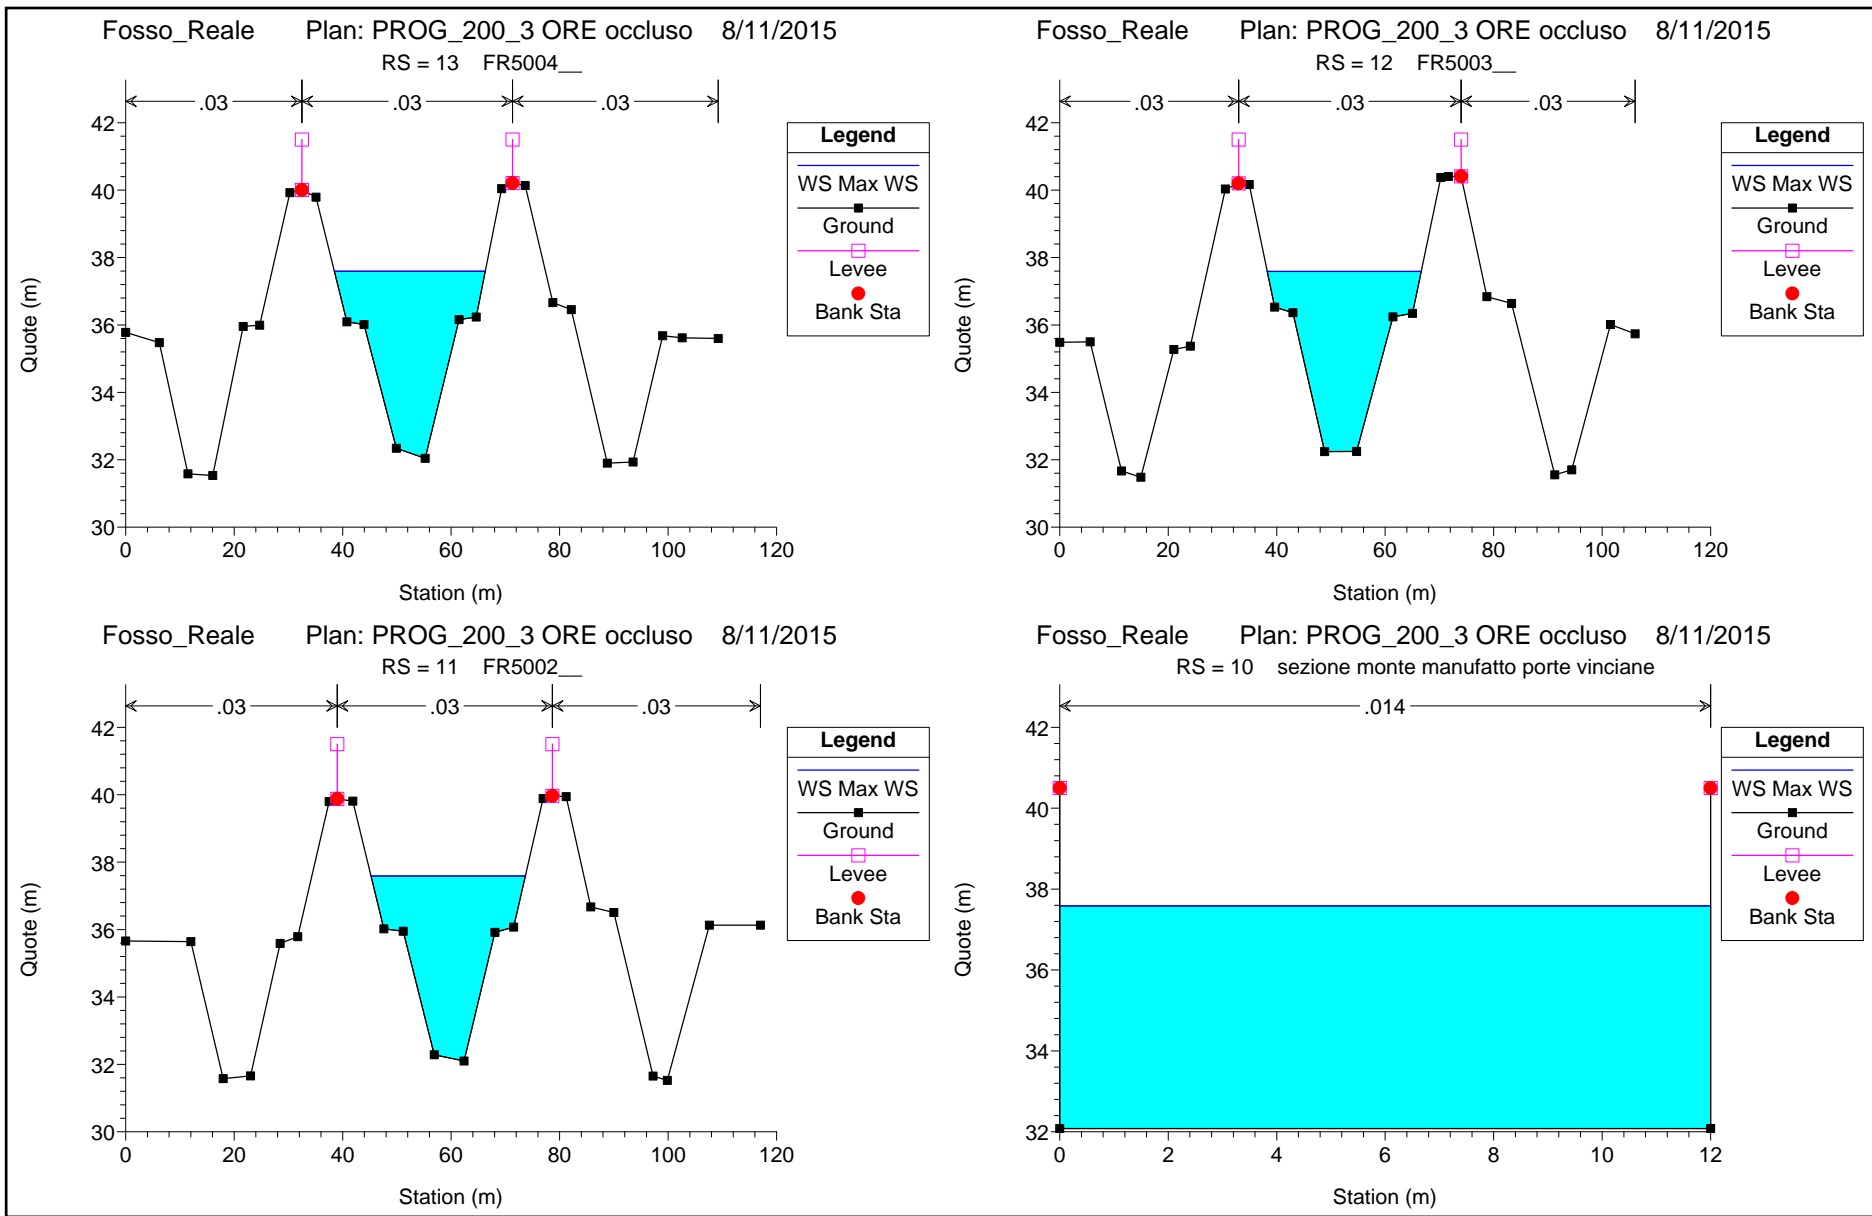 Fosso_Reale Plan: PROG_200_3 ORE occluso 8/11/2015
RS = 13 FR5004__
.03 .03 .03
42
40
38
36
34
32
30
Quote (m)
0 20 40 60 80 100 120
Station (m)
Legend
WS Max WS
Ground
Levee
Bank Sta
Fosso_Reale Plan: PROG_200_3 ORE occluso 8/11/2015
RS = 12 FR5003__
.03 .03 .03
42
40
38
36
34
32
30
Quote (m)
0 20 40 60 80 100 120
Station (m)
Legend
WS Max WS
Ground
Levee
Bank Sta
Fosso_Reale Plan: PROG_200_3 ORE occluso 8/11/2015
RS = 11 FR5002__
.03 .03 .03
42
40
38
36
34
32
30
Quote (m)
0 20 40 60 80 100 120
Station (m)
Legend
WS Max WS
Ground
Levee
Bank Sta
Fosso_Reale Plan: PROG_200_3 ORE occluso 8/11/2015
RS = 10 sezione monte manufatto porte vinciane
.014
42
40
38
36
34
32
Quote (m)
0 2 4 6 8 10 12
Station (m)
Legend
WS Max WS
Ground
Levee
Bank Sta